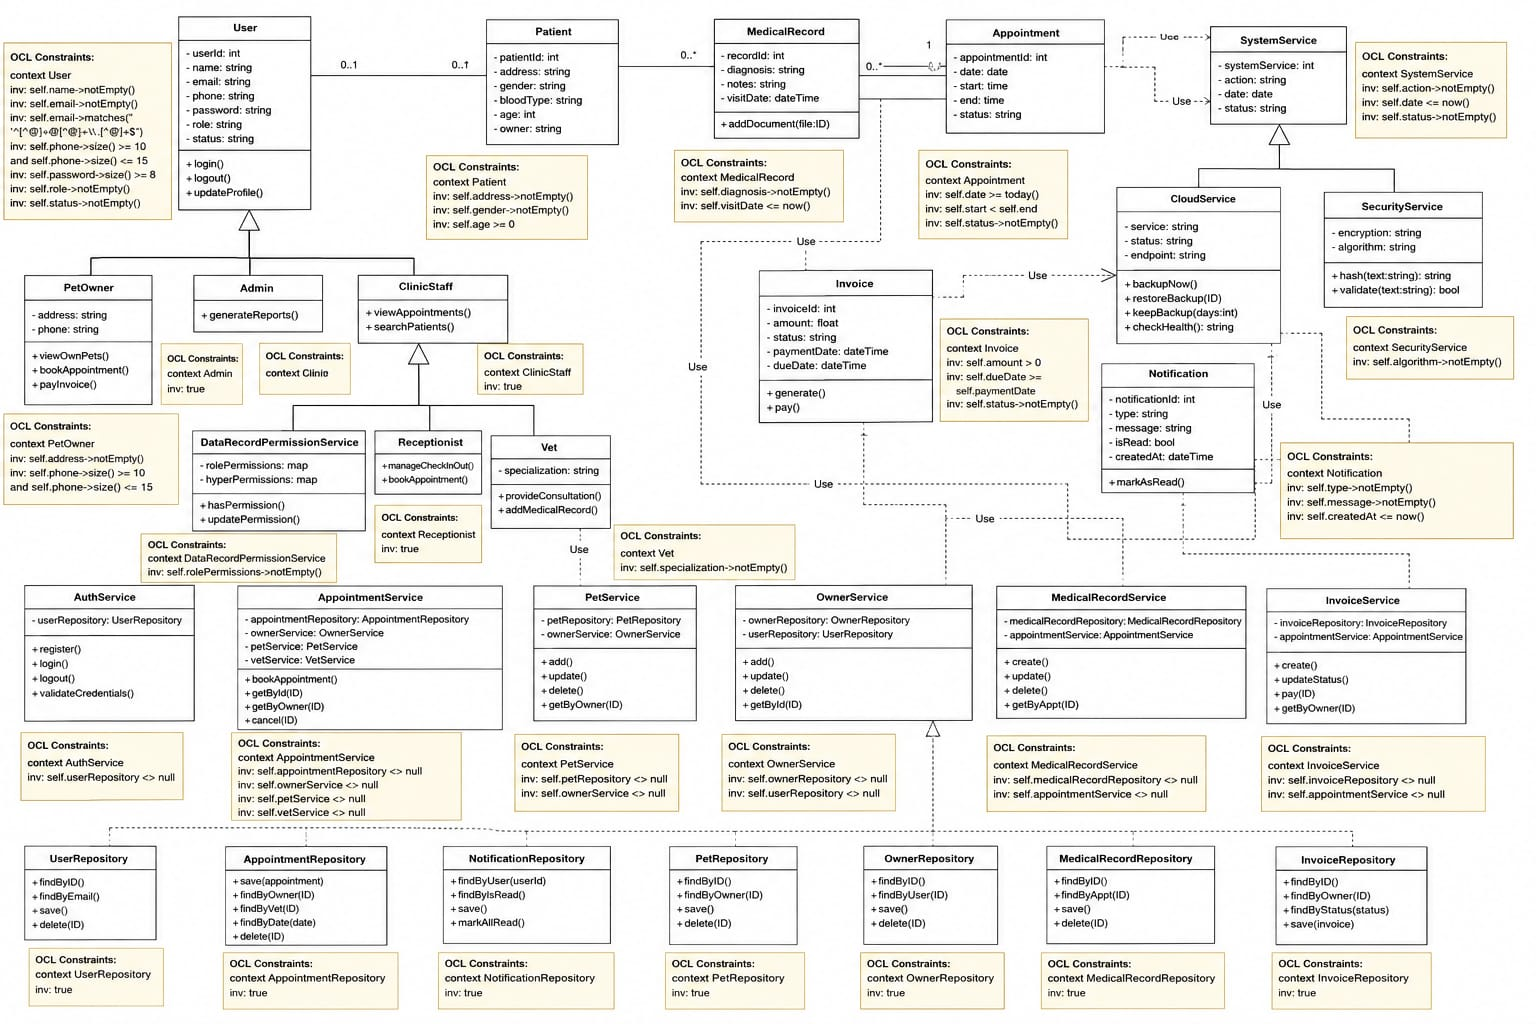 User
- userId: int
- name: string
- email: string
- phone: string
- password: string
- role: string
- status: string
+ login()
+ logout()
+ updateProfile()
OCL Constraints:
context User
inv: self.name->notEmpty()
inv: self.email->notEmpty()
inv: self.email->matches("
inv: self.phone->size() >= 10
and self.phone->size() <= 15
inv: self.password->size() >= 8
inv: self.role->notEmpty()
inv: self.status->notEmpty()
0..1
Patient
- patientId: int
- address: string
- gender: string
- bloodType: string
- age: int
- owner: string
OCL Constraints:
context Patient
inv: self.address->notEmpty()
inv: self.gender->notEmpty()
inv: self.age >= 0
0..*
MedicalRecord
- recordId: int
- diagnosis: string
- notes: string
- visitDate: dateTime
+ addDocument(file:ID)
OCL Constraints:
context MedicalRecord
inv: self.diagnosis->notEmpty()
inv: self.visitDate <= now()
0..*
1
Appointment
- appointmentId: int
- date: date
- start: time
- end: time
- status: string
OCL Constraints:
context Appointment
inv: self.date >= today()
inv: self.start < self.end
inv: self.status->notEmpty()
Use
SystemService
- systemService: int
- action: string
- date: date
- status: string
OCL Constraints:
context SystemService
inv: self.action->notEmpty()
inv: self.date <= now()
inv: self.status->notEmpty()
CloudService
- service: string
- status: string
- endpoint: string
+ backupNow()
+ restoreBackup(ID)
+ keepBackup(days:int)
+ checkHealth(): string
SecurityService
- encryption: string
- algorithm: string
+ hash(text:string): string
+ validate(text:string): bool
OCL Constraints:
context SecurityService
inv: self.algorithm->notEmpty()
PetOwner
- address: string
- phone: string
+ viewOwnPets()
+ bookAppointment()
+ payInvoice()
OCL Constraints:
context PetOwner
inv: self.address->notEmpty()
inv: self.phone->size() >= 10
and self.phone->size() <= 15
Admin
+ generateReports()
OCL Constraints:
context Admin
inv: true
OCL Constraints:
context Clinic
ClinicStaff
+ viewAppointments()
+ searchPatients()
OCL Constraints:
context ClinicStaff
inv: true
Use
Use
Invoice
- invoiceId: int
- amount: float
- status: string
- paymentDate: dateTime
- dueDate: dateTime
+ generate()
+ pay()
Use
OCL Constraints:
context Invoice
inv: self.amount > 0
inv: self.dueDate >=
self.paymentDate
inv: self.status->notEmpty()
Notification
- notificationId: int
- type: string
- message: string
- isRead: bool
- createdAt: dateTime
+ markAsRead()
Use
OCL Constraints:
context Notification
inv: self.type->notEmpty()
inv: self.message->notEmpty()
inv: self.createdAt <= now()
DataRecordPermissionService
- rolePermissions: map
- hyperPermissions: map
+ hasPermission()
+ updatePermission()
OCL Constraints:
context DataRecordPermissionService
inv: self.rolePermissions->notEmpty()
Receptionist
+ manageCheckInOut()
+ bookAppointment()
OCL Constraints:
context Receptionist
inv: true
Vet
- specialization: string
+ provideConsultation()
+ addMedicalRecord()
Use
OCL Constraints:
context Vet
inv: self.specialization->notEmpty()
Use
Use
AuthService
- userRepository: UserRepository
+ register()
+ login()
+ logout()
+ validateCredentials()
OCL Constraints:
context AuthService
inv: self.userRepository <> null
AppointmentService
- appointmentRepository: AppointmentRepository
- ownerService: OwnerService
- petService: PetService
- vetService: VetService
+ bookAppointment()
+ getById(ID)
+ getByOwner(ID)
+ cancel(ID)
OCL Constraints:
context AppointmentService
inv: self.appointmentRepository <> null
inv: self.ownerService <> null
inv: self.petService <> null
inv: self.vetService <> null
PetService
- petRepository: PetRepository
- ownerService: OwnerService
+ add()
+ update()
+ delete()
+ getByOwner(ID)
OCL Constraints:
context PetService
inv: self.petRepository <> null
inv: self.ownerService <> null
OwnerService
- ownerRepository: OwnerRepository
- userRepository: UserRepository
+ add()
+ update()
+ delete()
+ getById(ID)
OCL Constraints:
context OwnerService
inv: self.ownerRepository <> null
inv: self.userRepository <> null
MedicalRecordService
- medicalRecordRepository: MedicalRecordRepository
- appointmentService: AppointmentService
+ create()
+ update()
+ delete()
+ getByAppt(ID)
OCL Constraints:
context MedicalRecordService
inv: self.medicalRecordRepository <> null
inv: self.appointmentService <> null
InvoiceService
- invoiceRepository: InvoiceRepository
- appointmentService: AppointmentService
+ create()
+ updateStatus()
+ pay(ID)
+ getByOwner(ID)
OCL Constraints:
context InvoiceService
inv: self.invoiceRepository <> null
inv: self.appointmentService <> null
UserRepository
+ findByID()
+ findByEmail()
+ save()
+ delete(ID)
OCL Constraints:
context UserRepository
inv: true
AppointmentRepository
+ save(appointment)
+ findByOwner(ID)
+ findByVet(ID)
+ findByDate(date)
+ delete(ID)
OCL Constraints:
context AppointmentRepository
inv: true
NotificationRepository
+ findByUser(userId)
+ findByIsRead()
+ save()
+ markAllRead()
OCL Constraints:
context NotificationRepository
inv: true
PetRepository
+ findByID()
+ findByOwner(ID)
+ save()
+ delete(ID)
OCL Constraints:
context PetRepository
inv: true
OwnerRepository
+ findByID()
+ findByUser(ID)
+ save()
+ delete(ID)
OCL Constraints:
context OwnerRepository
inv: true
MedicalRecordRepository
+ findByID()
+ findByAppt(ID)
+ save()
+ delete(ID)
OCL Constraints:
context MedicalRecordRepository
inv: true
InvoiceRepository
+ findByID()
+ findByOwner(ID)
+ findByStatus(status)
+ save(invoice)
OCL Constraints:
context InvoiceRepository
inv: true